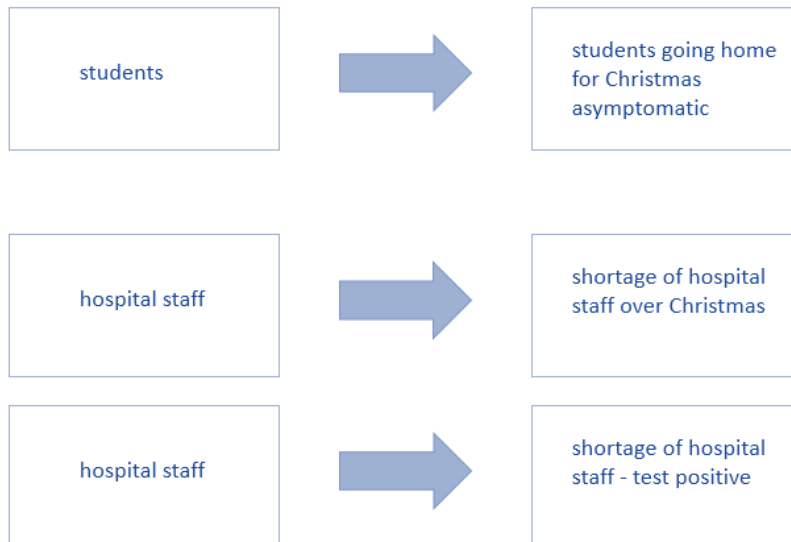 students
students going home
for Christmas
asymptomatic
hospital staff
shortage of hospital
staff over Christmas
hospital staff
shortage of hospital
staff - test positive